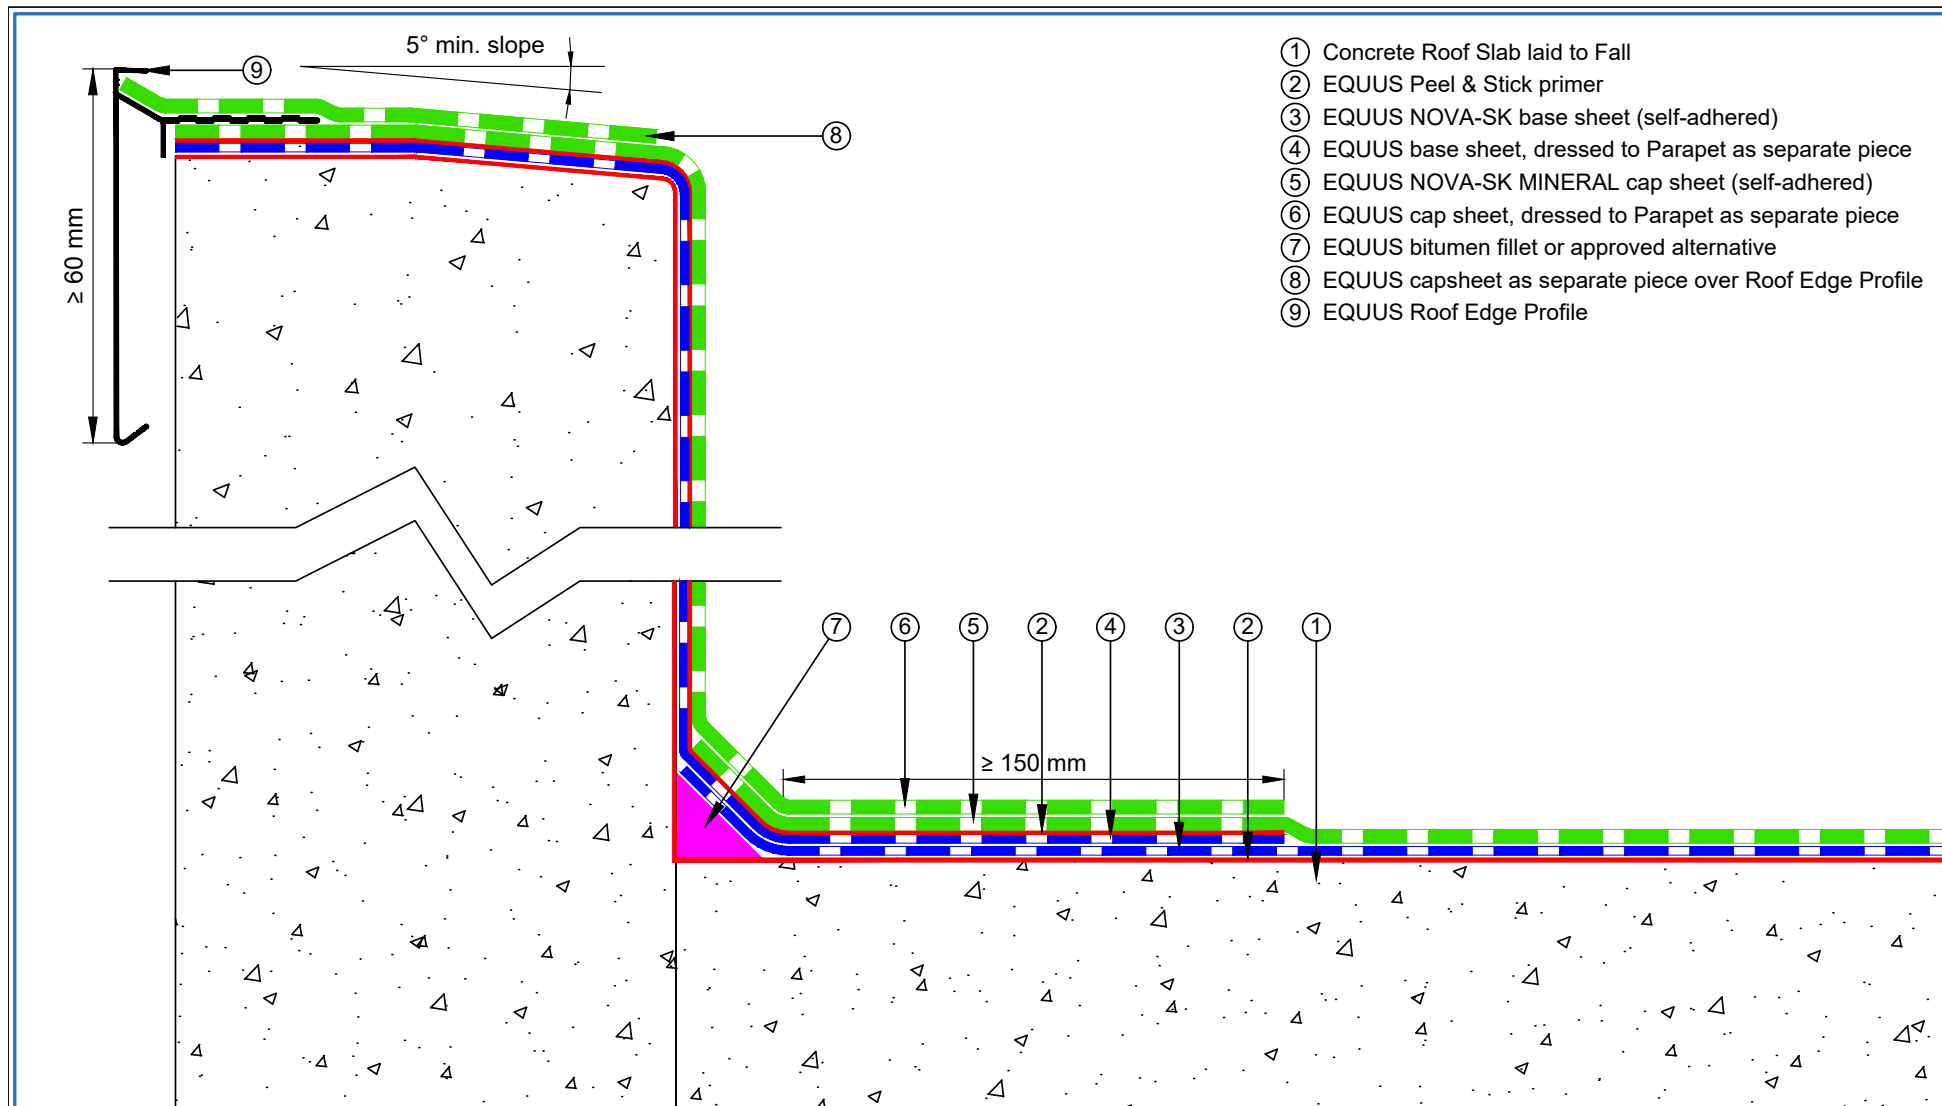 5° min. slope
9
8
≥ 60 mm
1 Concrete Roof Slab laid to Fall
2 EQUUS Peel & Stick primer
3 EQUUS NOVA-SK base sheet (self-adhered)
4 EQUUS base sheet, dressed to Parapet as separate piece
5 EQUUS NOVA-SK MINERAL cap sheet (self-adhered)
6 EQUUS cap sheet, dressed to Parapet as separate piece
7 EQUUS bitumen fillet or approved alternative
8 EQUUS capsheet as separate piece over Roof Edge Profile
9 EQUUS Roof Edge Profile
7 6 5 2 4 3 2 1
≥ 150 mm